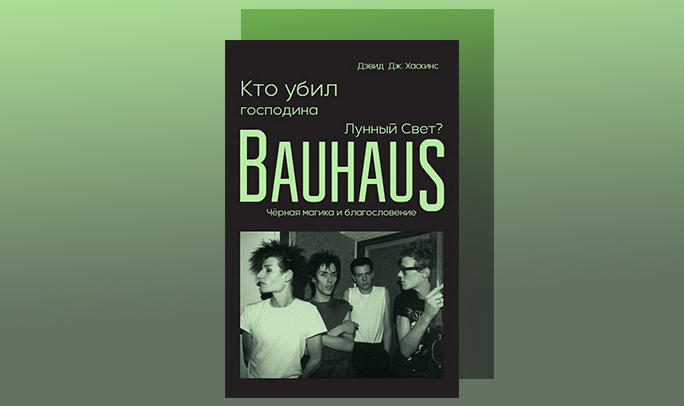 Дэвид Дж. Хаскинс
Кто убил
господина
Лунный Свет?
BAUHAUS
Чёрная магика и благословение